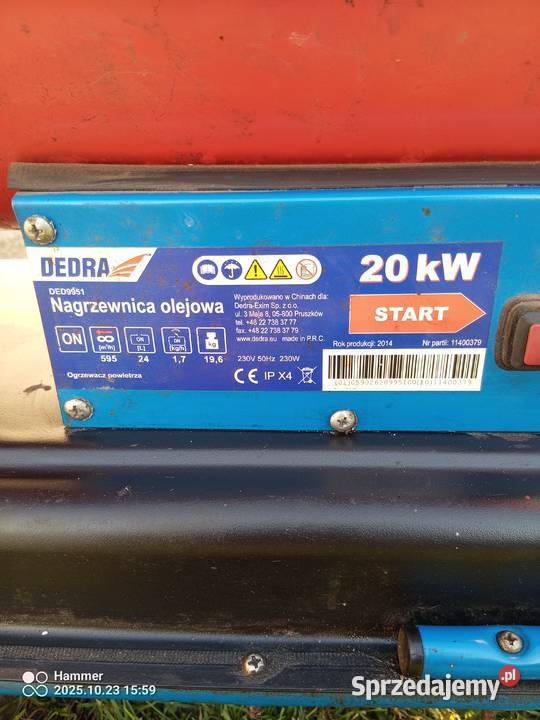 DEDRA
DED9951
Nagrzewnica olejowa
ON
[m³/h]
595
[L]
24
[kg/h]
1,7
kg
19,6
Ogrzewacz powietrza
Wyprodukowano w Chinach dla:
Dedra-Exim Sp. z o.o.
ul. 3 Maja 8, 05-800 Pruszków
tel. +48 22 738 37 77
fax. +48 22 738 37 79
www.dedra.eu made in P.R.C.
230V 50Hz 230W
CE IP X4
20 kW
START
Rok produkcji: 2014
Nr partii: 11400379
Hammer
2025.10.23 15:59
Sprzedajemy.pl